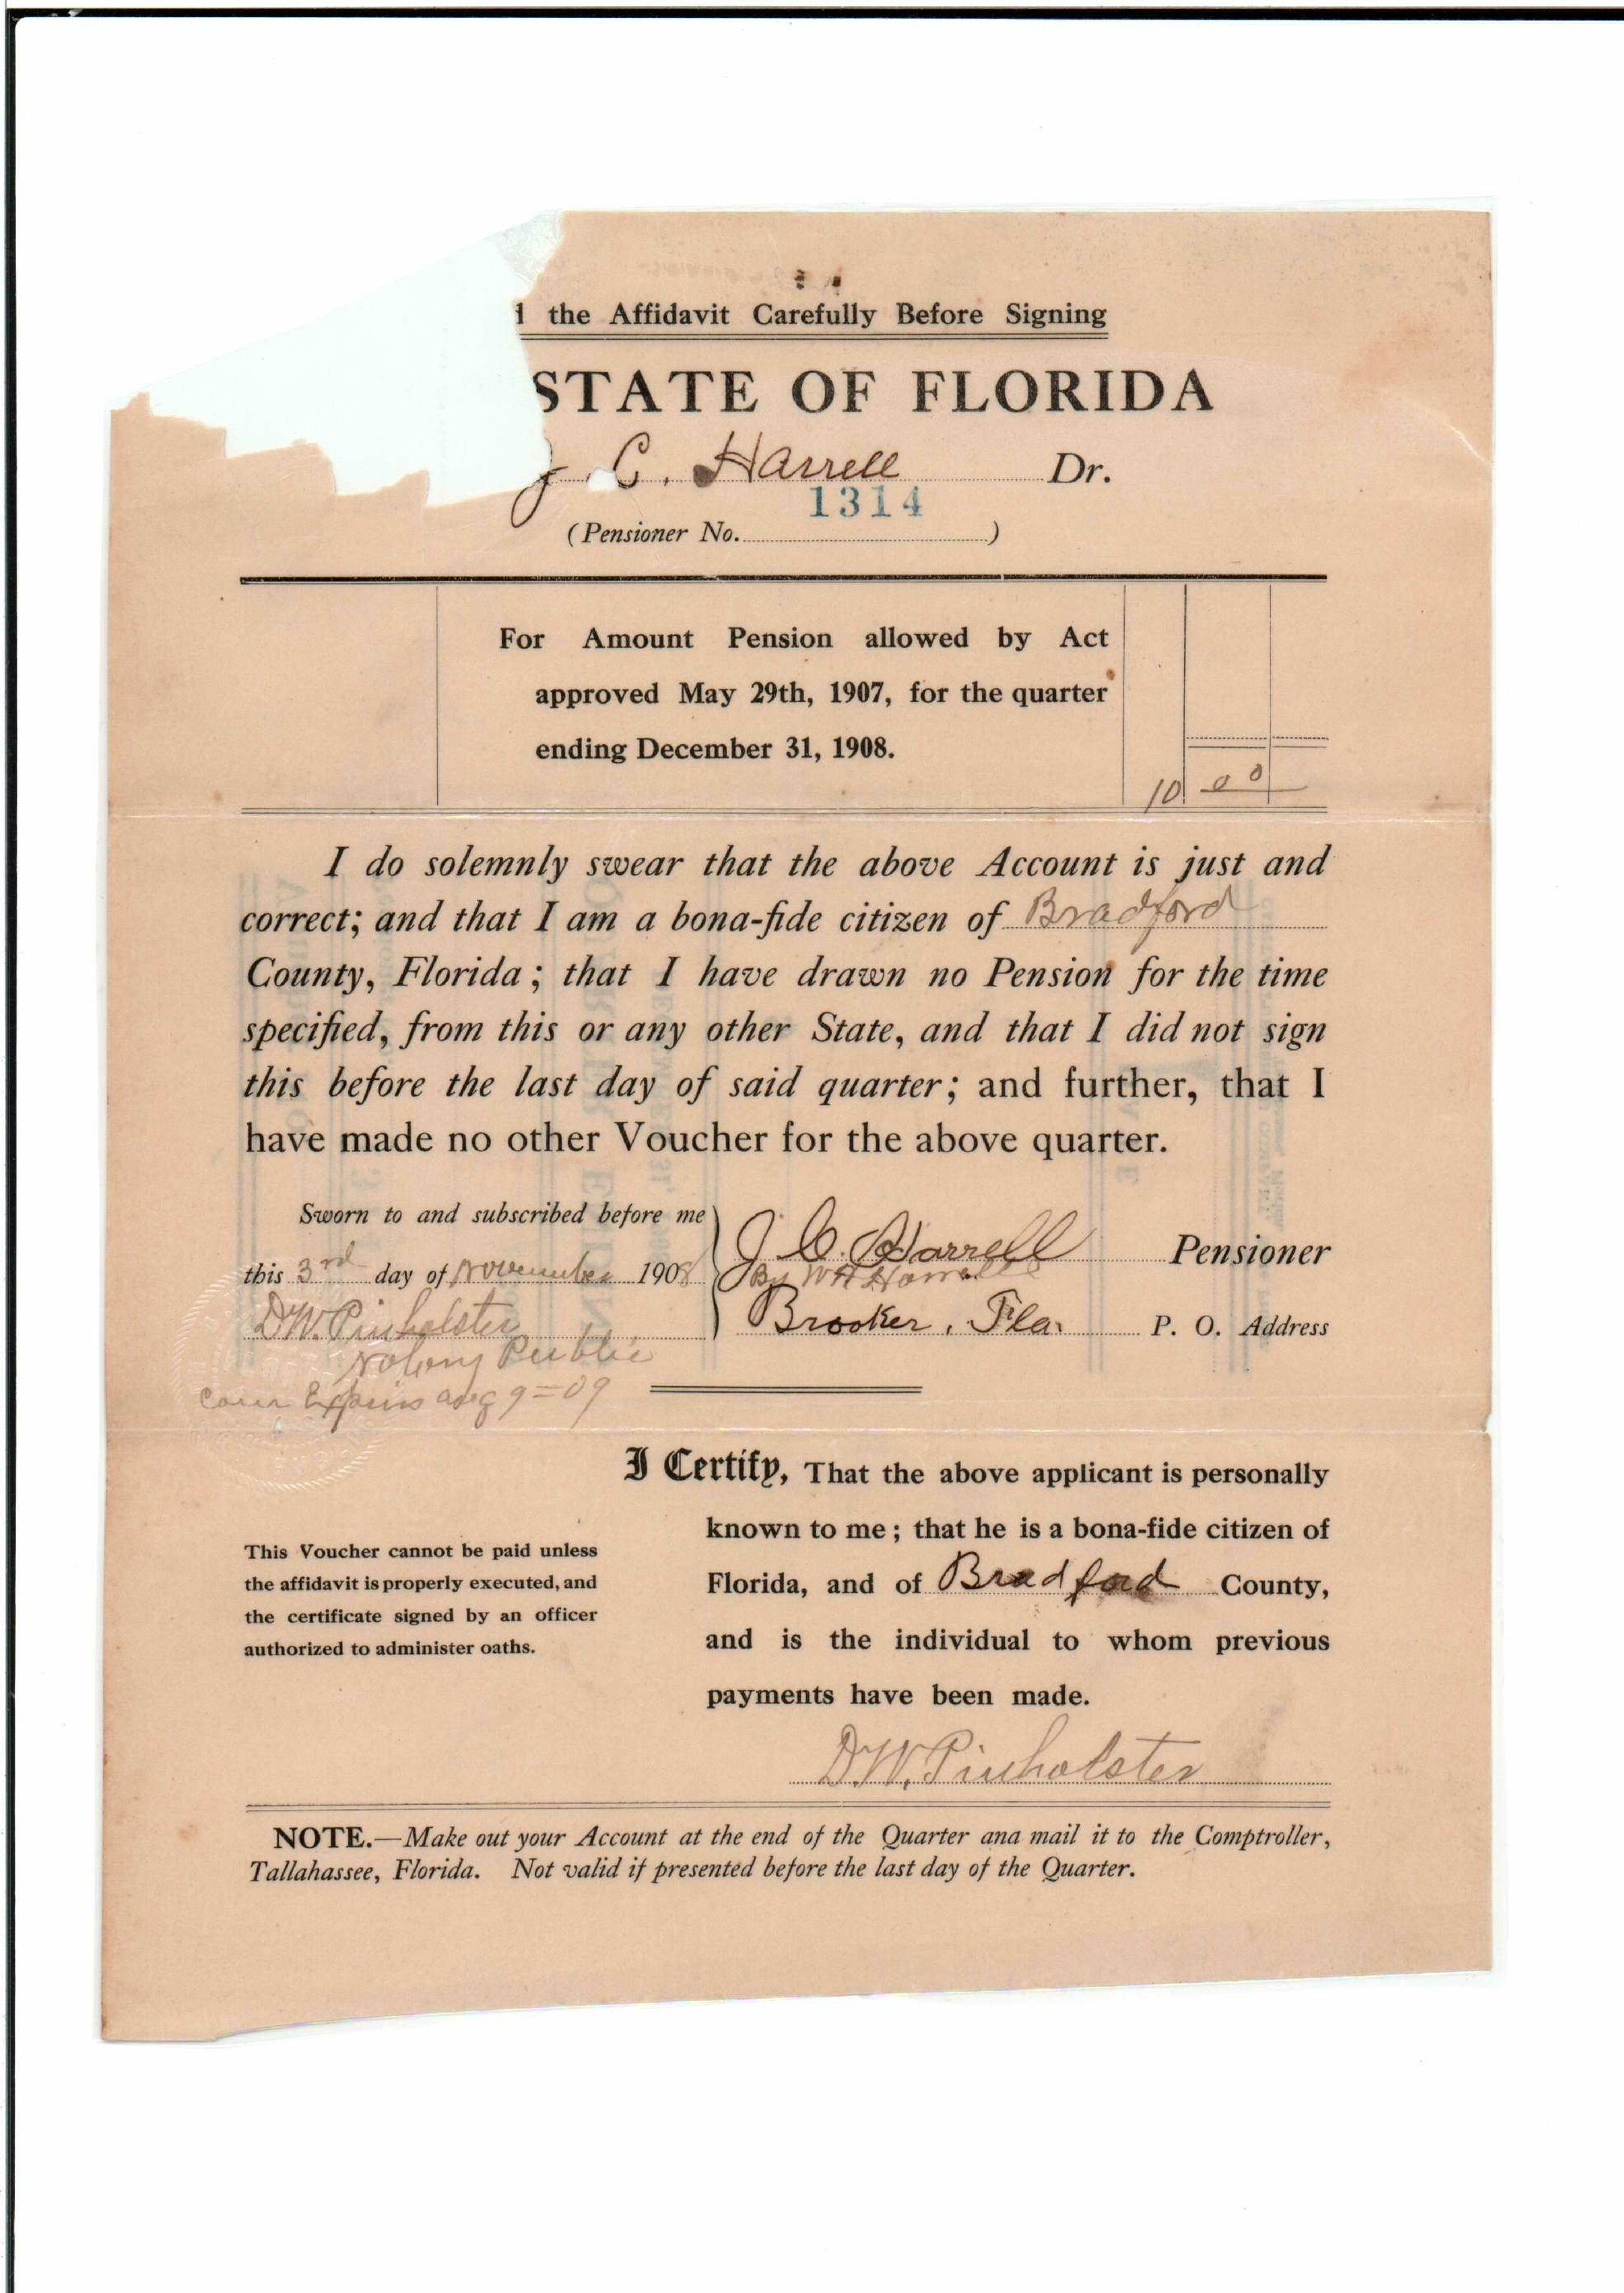 the Affidavit Carefully Before Signing
STATE OF FLORIDA
J. C. Harrell Dr.
1314
(Pensioner No. )
For Amount Pension allowed by Act
approved May 29th, 1907, for the quarter
ending December 31, 1908.
10 00
I do solemnly swear that the above Account is just and
correct; and that I am a bona-fide citizen of Bradford
County, Florida; that I have drawn no Pension for the time
specified, from this or any other State, and that I did not sign
this before the last day of said quarter; and further, that I
have made no other Voucher for the above quarter.
Sworn to and subscribed before me
this 3rd day of November 1908
D.W. Pinholster
Notary Public
Com Expires Aug 9=09
J. C. Harrell Pensioner
By W H Harrell
Brooker, Fla. P. O. Address
I Certify, That the above applicant is personally
known to me; that he is a bona-fide citizen of
Florida, and of Bradford County,
and is the individual to whom previous
payments have been made.
This Voucher cannot be paid unless
the affidavit is properly executed, and
the certificate signed by an officer
authorized to administer oaths.
D.W. Pinholster
NOTE.—Make out your Account at the end of the Quarter ana mail it to the Comptroller,
Tallahassee, Florida. Not valid if presented before the last day of the Quarter.